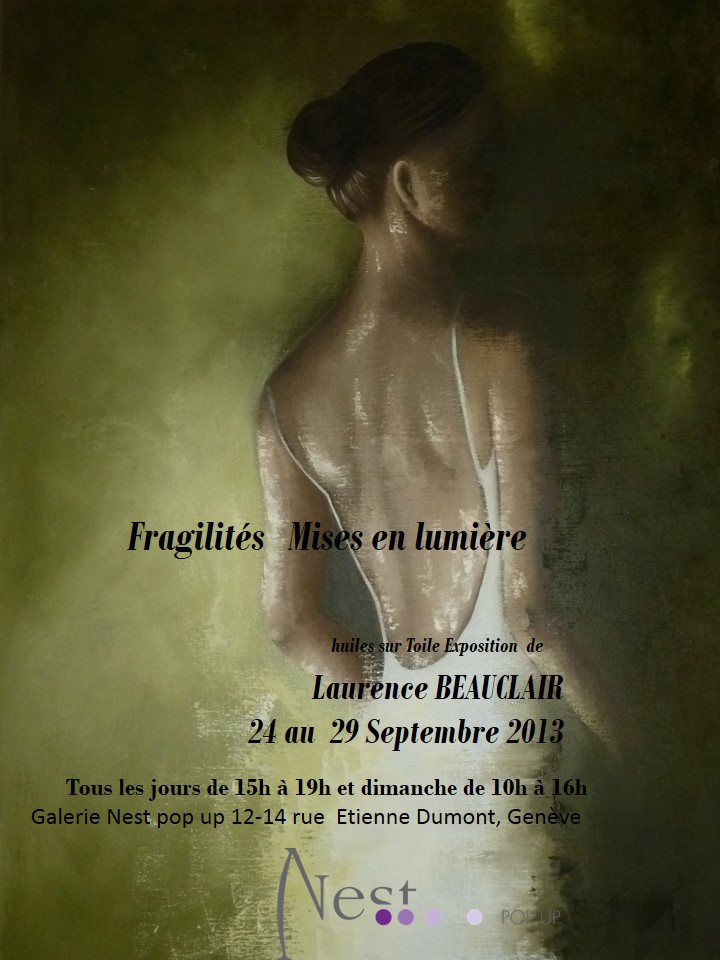 Fragilités   Mises en lumière
huiles sur Toile Exposition  de
Laurence BEAUCLAIR
24 au  29 Septembre 2013
Tous les jours de 15h à 19h et dimanche de 10h à 16h
Galerie Nest pop up 12-14 rue  Etienne Dumont, Genève
Nest
POP UP